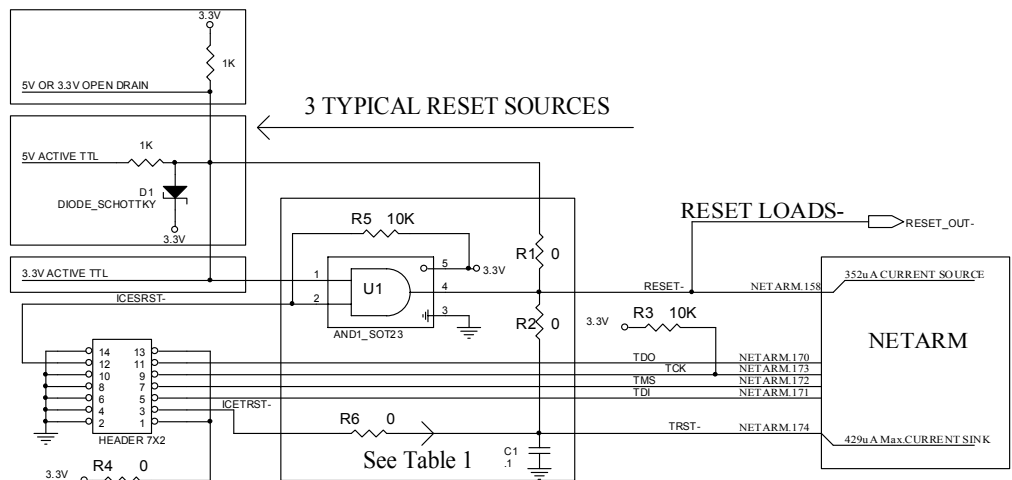 3.3V
1K
5V OR 3.3V OPEN DRAIN
3 TYPICAL RESET SOURCES
1K
5V ACTIVE TTL
D1
DIODE_SCHOTTKY
3.3V
RESET LOADS-
RESET_OUT-
R5 10K
R1 0
3.3V ACTIVE TTL
1
5
3.3V
352uA CURRENT SOURCE
U1
4
RESET-
NETARM.158
ICESRST-
2
3
AND1_SOT23
R2 0
3.3V
R3 10K
NETARM
14 13
12 11
10 9
8 7
6 5
4 3
2 1
HEADER 7X2
TDO
NETARM.170
TCK
NETARM.173
TMS
NETARM.172
TDI
NETARM.171
ICETRST-
R6 0
TRST-
NETARM.174
429uA Max.CURRENT SINK
See Table 1
C1
.1
R4 0
3.3V